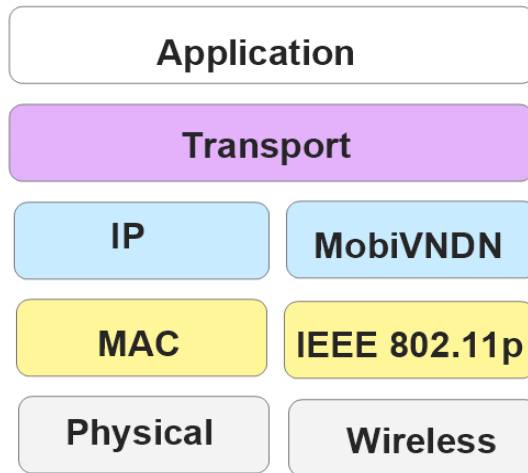 Application
Transport
IP
MobiVNDN
MAC
IEEE 802.11p
Physical
Wireless